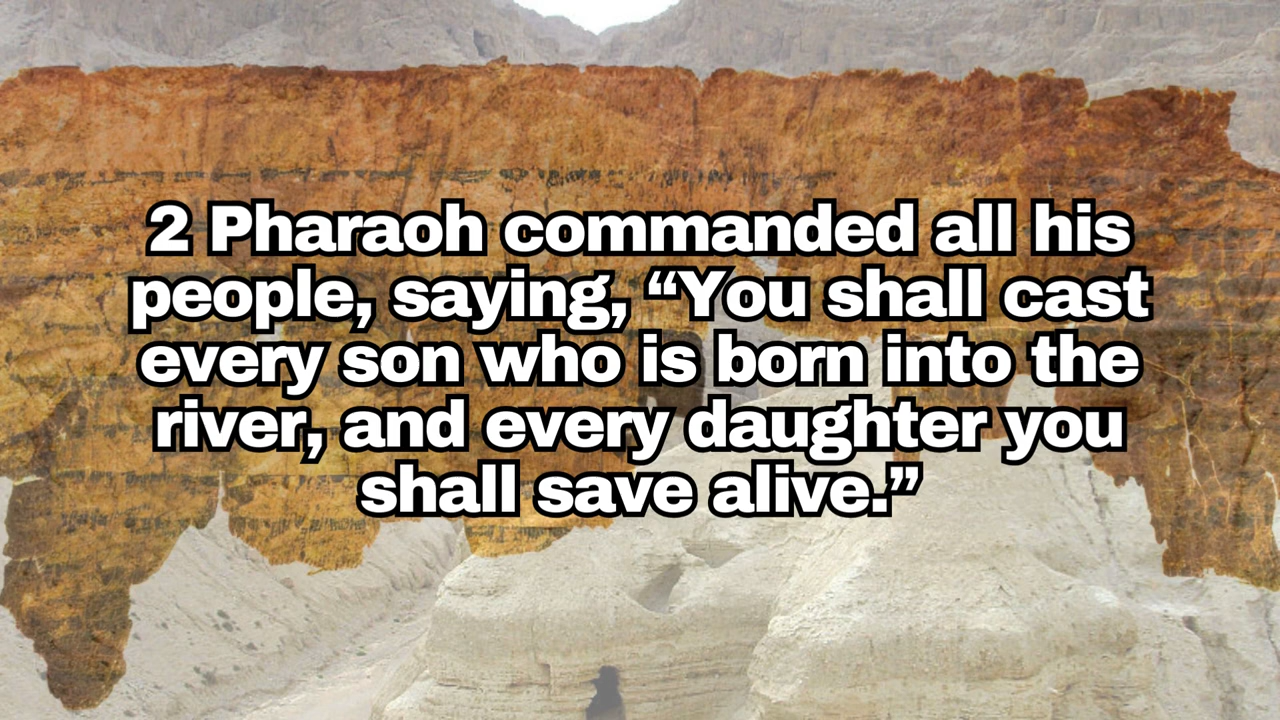 2 Pharaoh commanded all his
people, saying, “You shall cast
every son who is born into the
river, and every daughter you
shall save alive.”